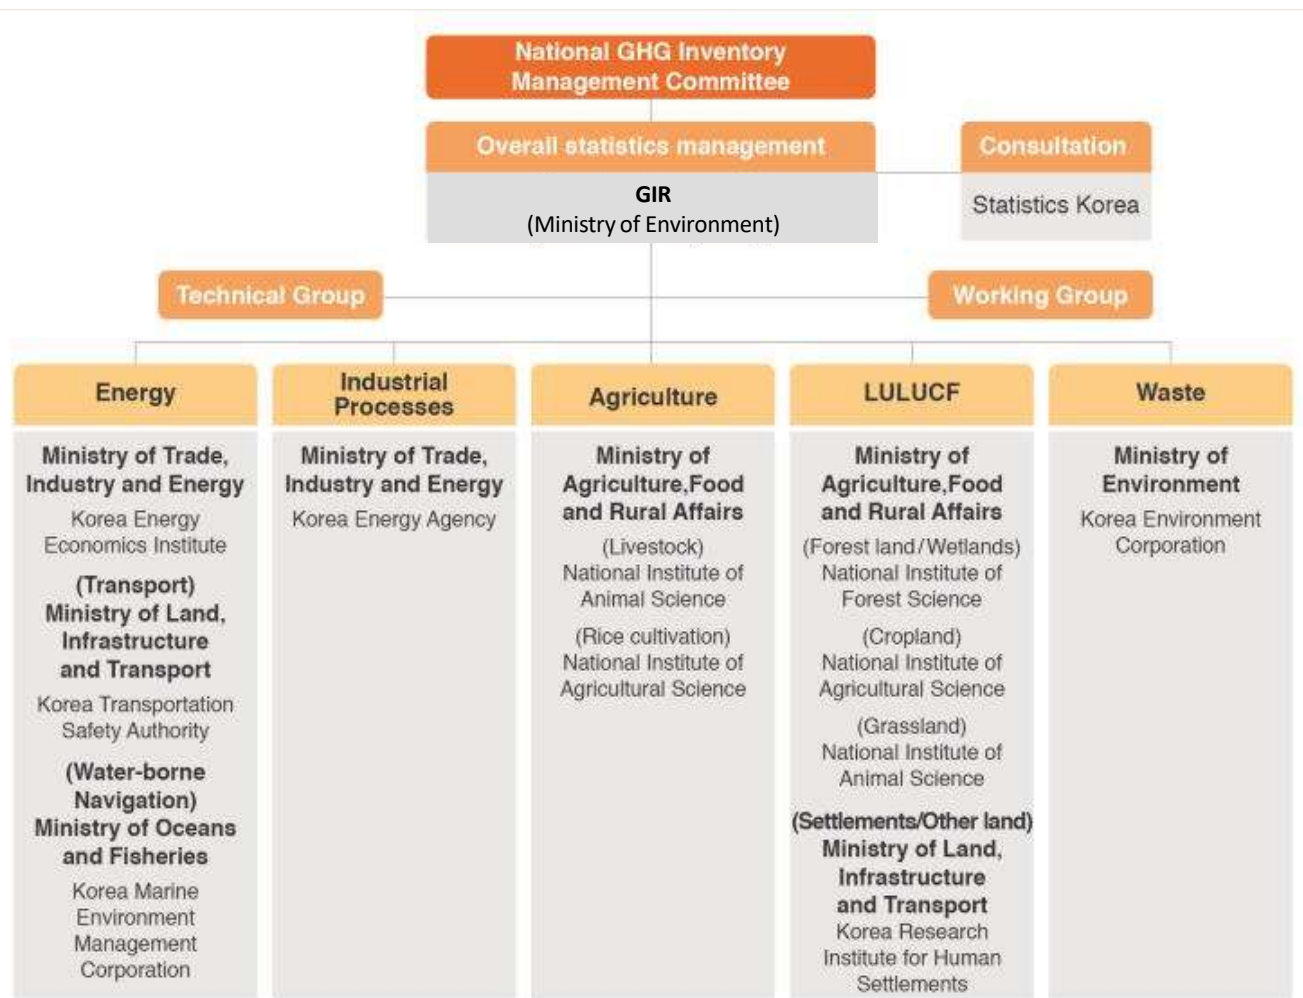 National GHG Inventory
Management Committee
Overall statistics management
Consultation
GIR
(Ministry of Environment)
Statistics Korea
Technical Group
Working Group
Energy
Ministry of Trade,
Industry and Energy
Korea Energy
Economics Institute
(Transport)
Ministry of Land,
Infrastructure
and Transport
Korea Transportation
Safety Authority
(Water-borne
Navigation)
Ministry of Oceans
and Fisheries
Korea Marine
Environment
Management
Corporation
Industrial
Processes
Ministry of Trade,
Industry and Energy
Korea Energy Agency
Agriculture
Ministry of
Agriculture,Food
and Rural Affairs
(Livestock)
National Institute of
Animal Science
(Rice cultivation)
National Institute of
Agricultural Science
LULUCF
Ministry of
Agriculture,Food
and Rural Affairs
(Forest land/Wetlands)
National Institute of
Forest Science
(Cropland)
National Institute of
Agricultural Science
(Grassland)
National Institute of
Animal Science
(Settlements/Other land)
Ministry of Land,
Infrastructure
and Transport
Korea Research
Institute for Human
Settlements
Waste
Ministry of
Environment
Korea Environment
Corporation